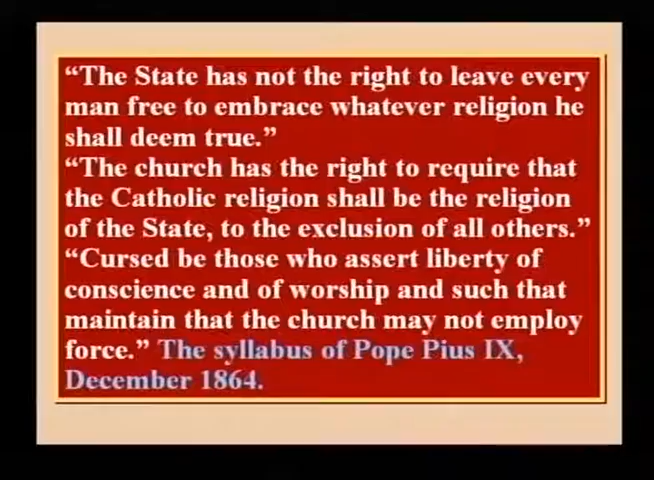 “The State has not the right to leave every
man free to embrace whatever religion he
shall deem true.”
“The church has the right to require that
the Catholic religion shall be the religion
of the State, to the exclusion of all others.”
“Cursed be those who assert liberty of
conscience and of worship and such that
maintain that the church may not employ
force.” The syllabus of Pope Pius IX,
December 1864.